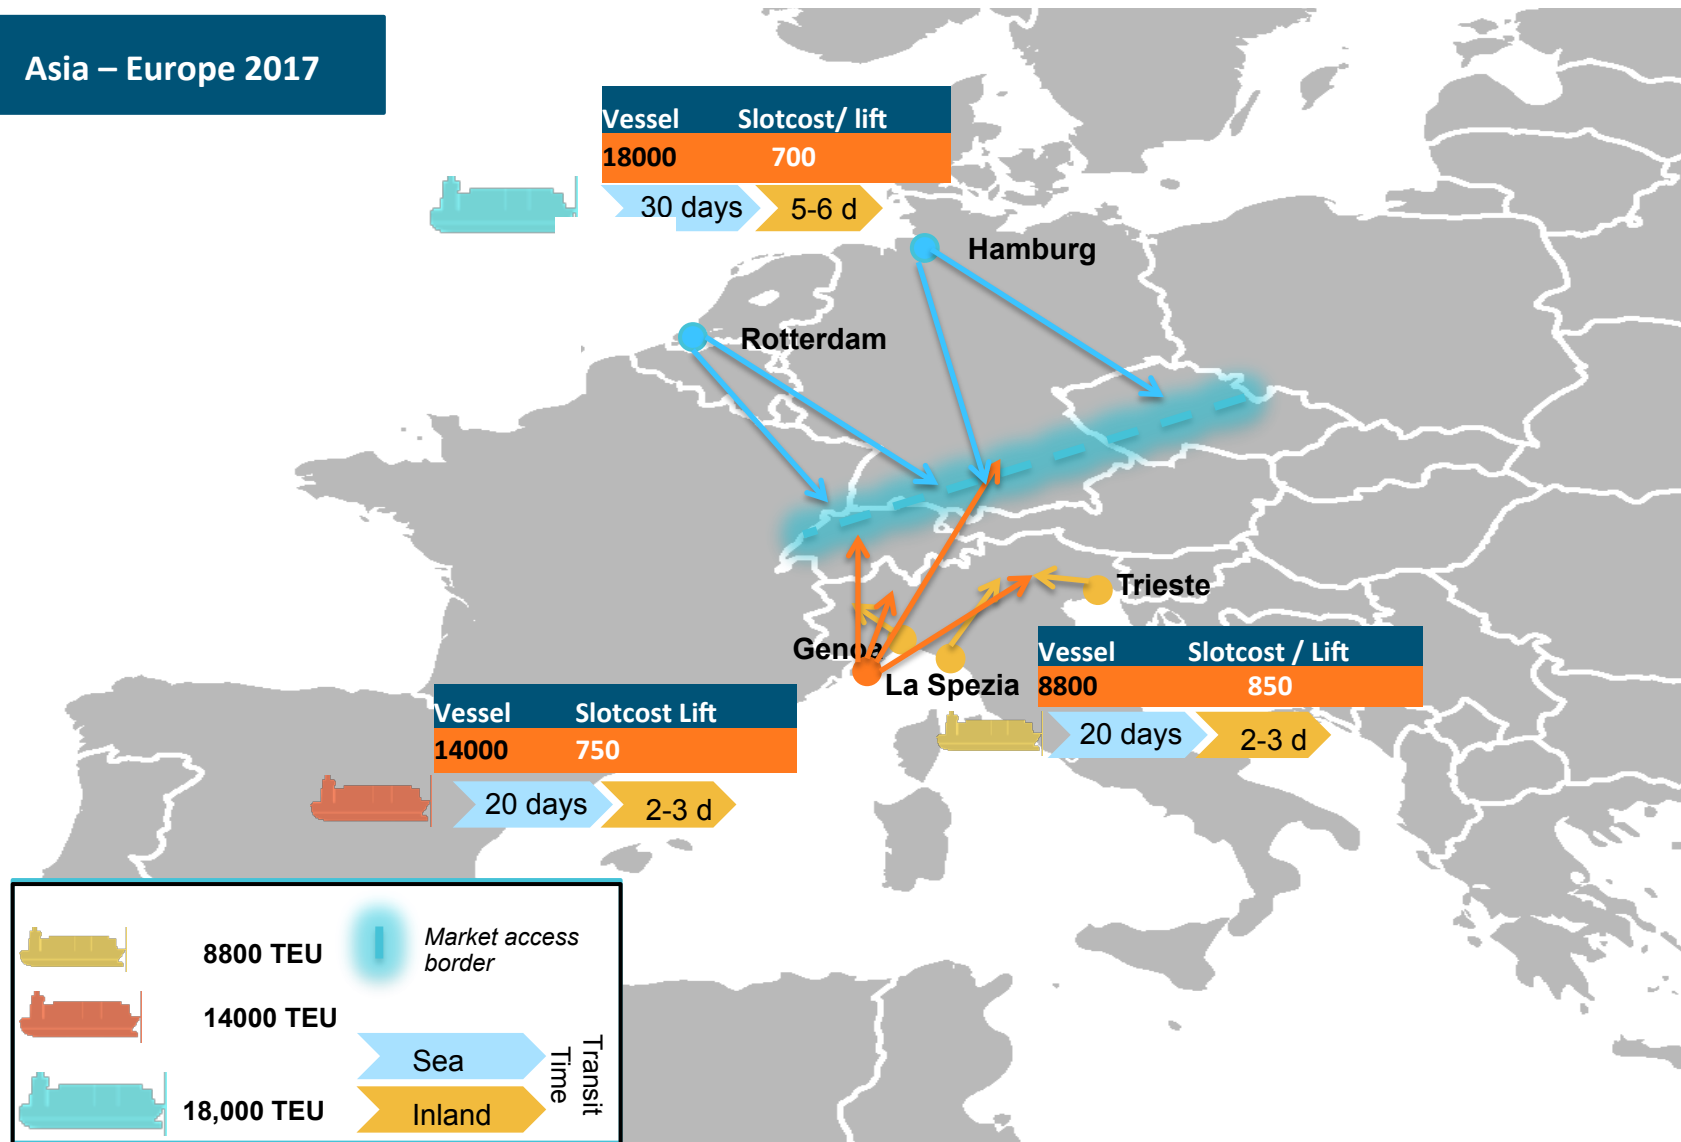 Asia – Europe 2017
Vessel Slotcost/ lift
18000 700
30 days 5-6 d
Hamburg
Rotterdam
Trieste
Genoa
La Spezia
Vessel Slotcost / Lift
8800 850
20 days 2-3 d
Vessel Slotcost Lift
14000 750
20 days 2-3 d
8800 TEU
Market access
border
14000 TEU
Sea
Transit
Time
18,000 TEU
Inland